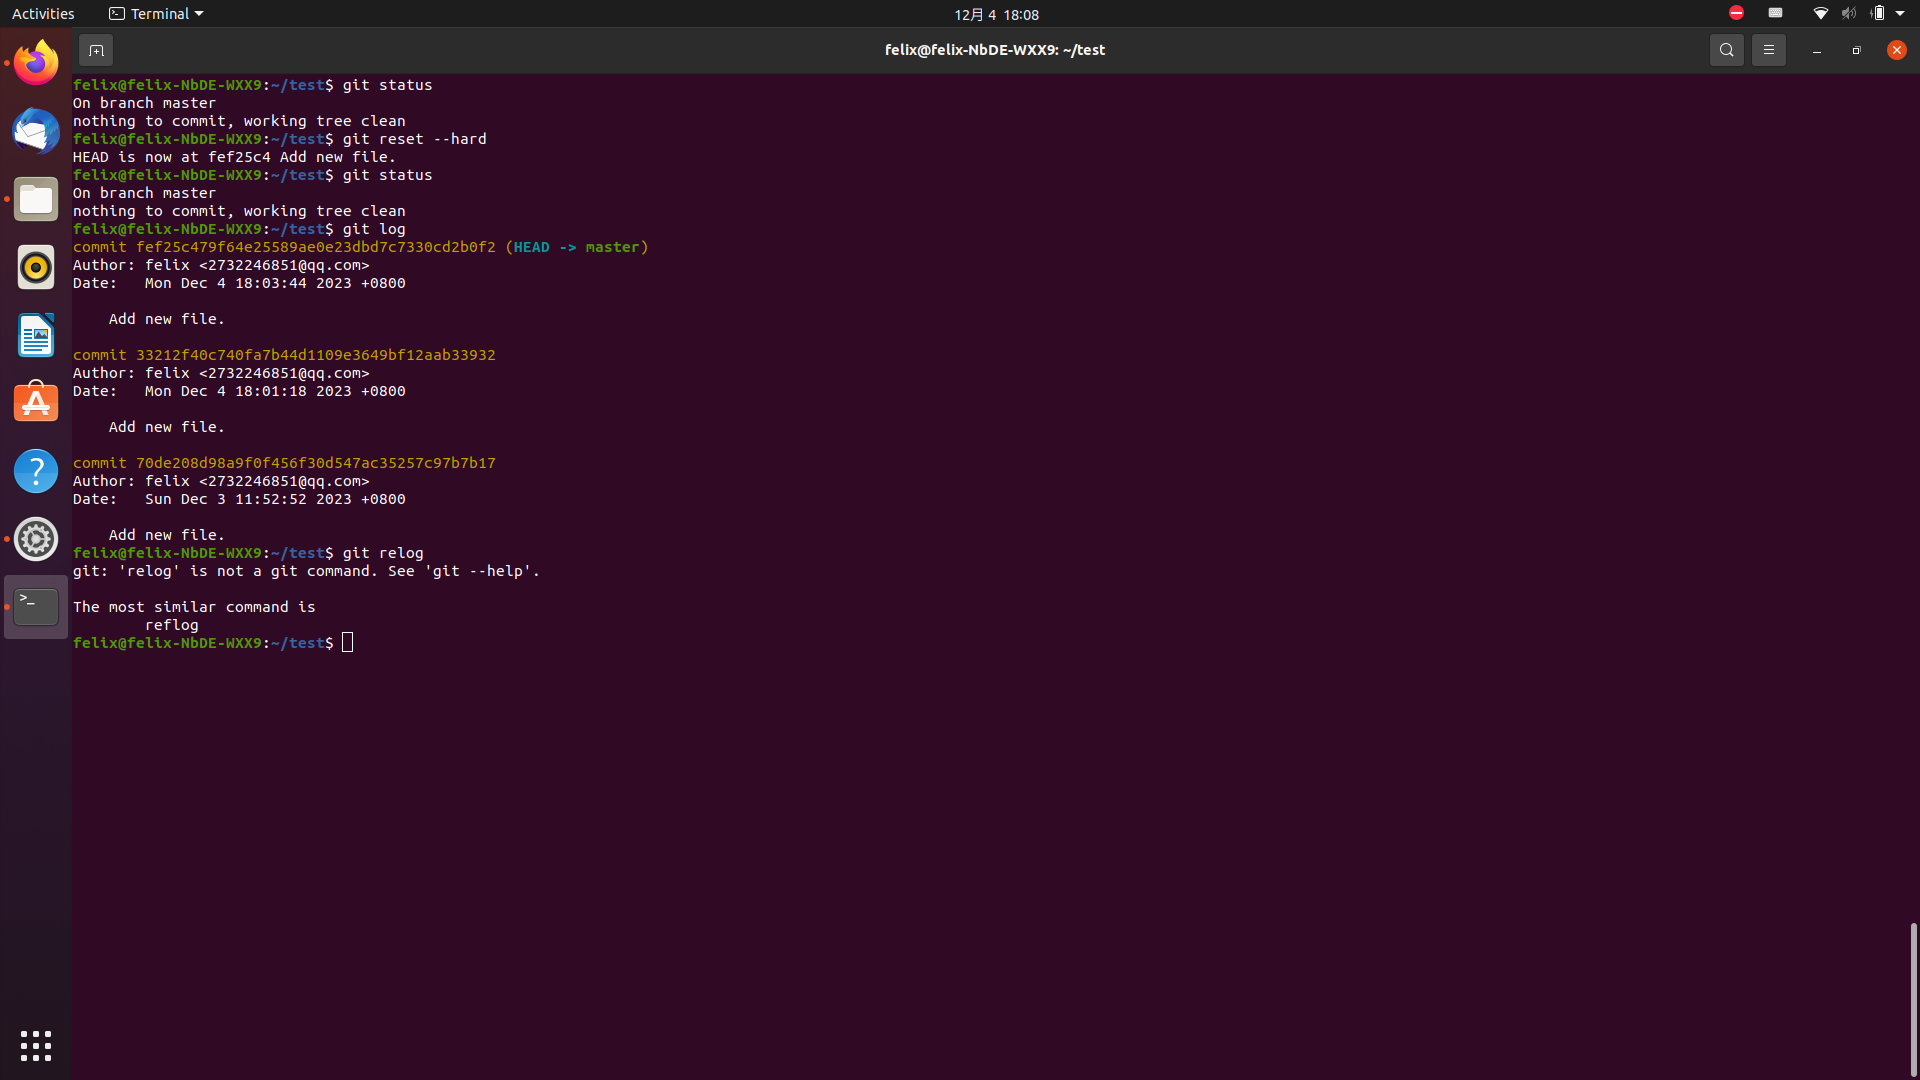 Activities
Terminal
12月 4 18:08
felix@felix-NbDE-WXX9: ~/test
felix@felix-NbDE-WXX9:~/test$ git status
On branch master
nothing to commit, working tree clean
felix@felix-NbDE-WXX9:~/test$ git reset --hard
HEAD is now at fef25c4 Add new file.
felix@felix-NbDE-WXX9:~/test$ git status
On branch master
nothing to commit, working tree clean
felix@felix-NbDE-WXX9:~/test$ git log
commit fef25c479f64e25589ae0e23dbd7c7330cd2b0f2 (HEAD -> master)
Author: felix <2732246851@qq.com>
Date:   Mon Dec 4 18:03:44 2023 +0800
    Add new file.
commit 33212f40c740fa7b44d1109e3649bf12aab33932
Author: felix <2732246851@qq.com>
Date:   Mon Dec 4 18:01:18 2023 +0800
    Add new file.
commit 70de208d98a9f0f456f30d547ac35257c97b7b17
Author: felix <2732246851@qq.com>
Date:   Sun Dec 3 11:52:52 2023 +0800
    Add new file.
felix@felix-NbDE-WXX9:~/test$ git relog
git: 'relog' is not a git command. See 'git --help'.
The most similar command is
        reflog
felix@felix-NbDE-WXX9:~/test$